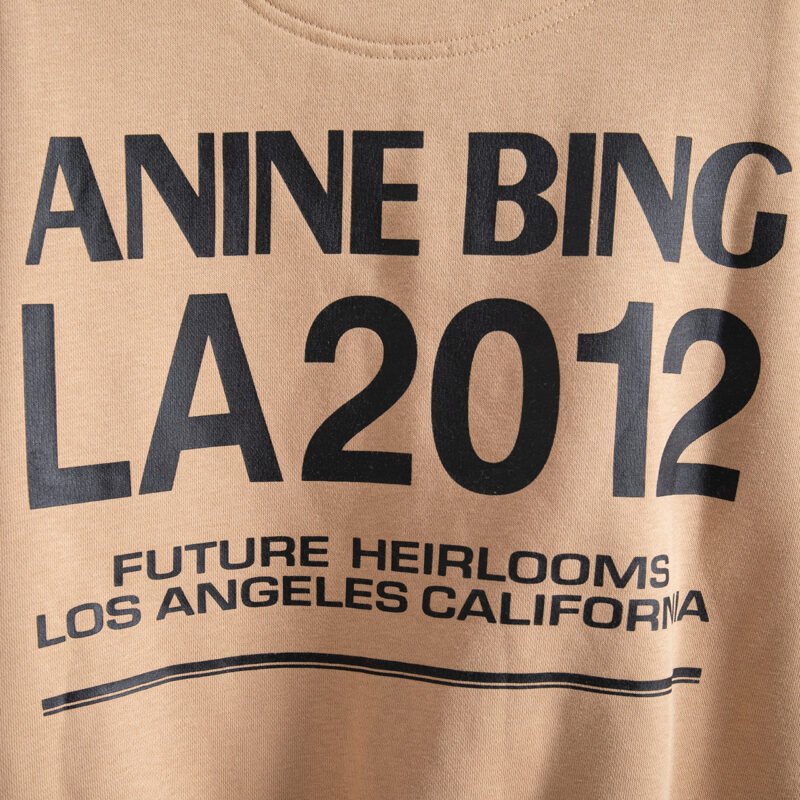 ANINE BING
LA2012
FUTURE HEIRLOOMS
LOS ANGELES CALIFORNIA